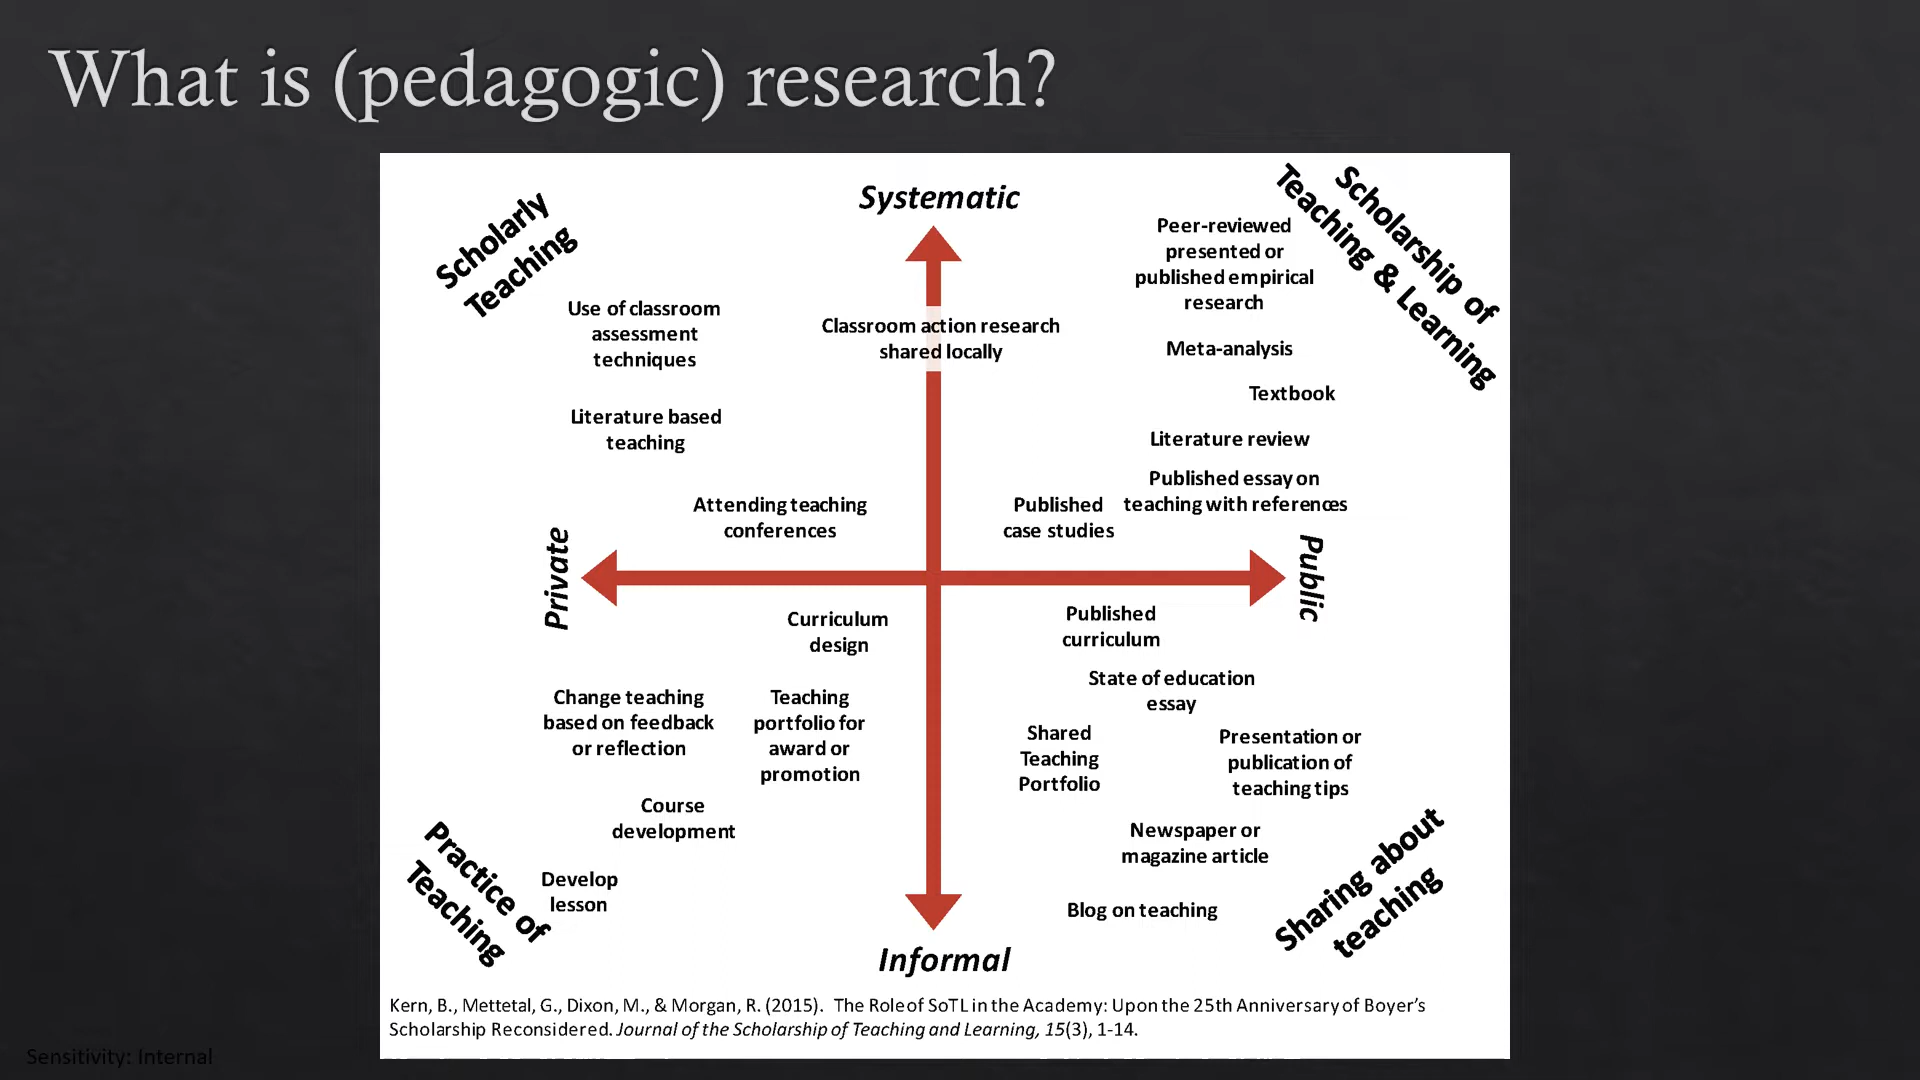 What is (pedagogic) research?
Scholarly
Teaching
Systematic
Scholarship of
Teaching & Learning
Peer-reviewed
presented or
published empirical
research
Use of classroom
assessment
techniques
Classroom action research
shared locally
Meta-analysis
Textbook
Literature based
teaching
Literature review
Published essay on
teaching with references
Attending teaching
conferences
Published
case studies
Private
Public
Curriculum
design
Published
curriculum
State of education
essay
Change teaching
based on feedback
or reflection
Teaching
portfolio for
award or
promotion
Shared
Teaching
Portfolio
Presentation or
publication of
teaching tips
Course
development
Newspaper or
magazine article
Practice of
Teaching
Develop
lesson
Blog on teaching
Sharing about
teaching
Informal
Kern, B., Mettetal, G., Dixon, M., & Morgan, R. (2015). The Role of SoTL in the Academy: Upon the 25th Anniversary of Boyer’s
Scholarship Reconsidered. Journal of the Scholarship of Teaching and Learning, 15(3), 1-14.
Sensitivity: Internal